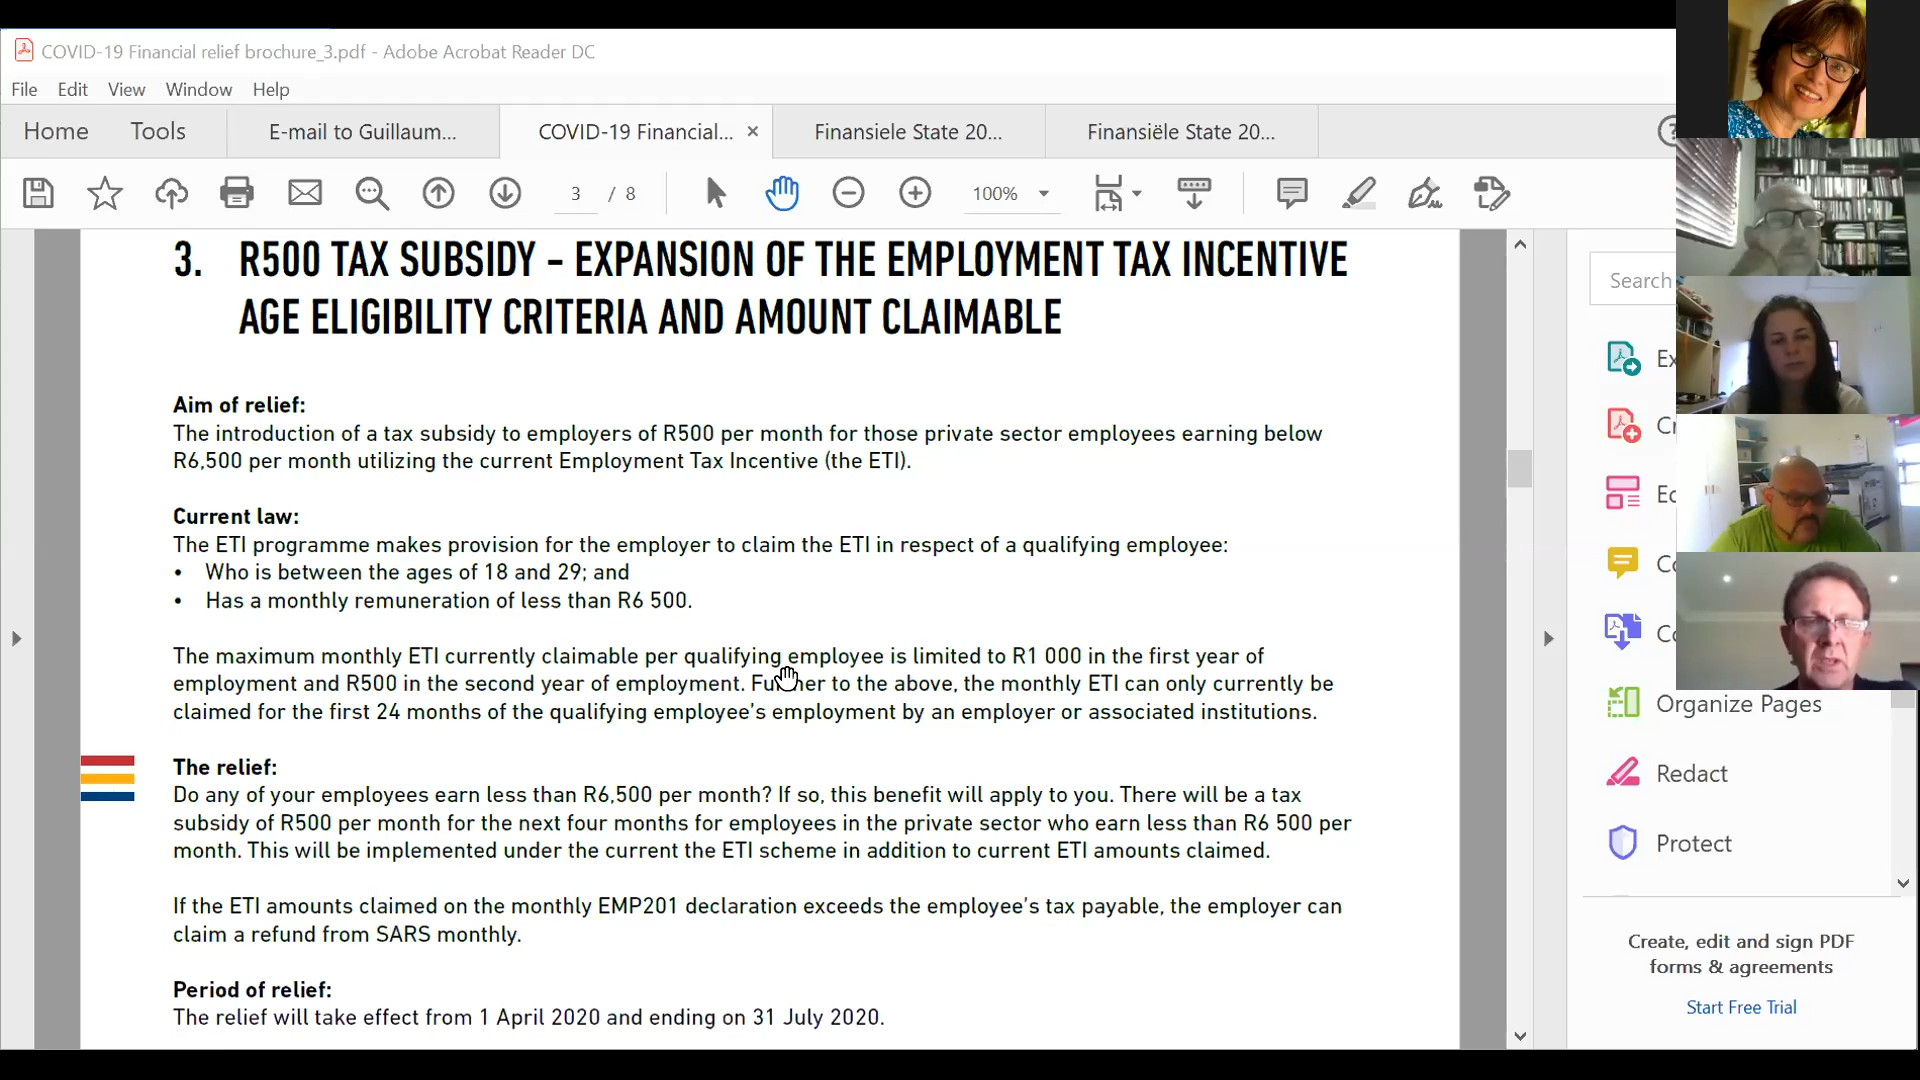 COVID-19 Financial relief brochure_3.pdf - Adobe Acrobat Reader DC
File Edit View Window Help
Home Tools E-mail to Guillaum... COVID-19 Financial... × Finansiele State 20... Finansiële State 20...
3 / 8 100%
3. R500 TAX SUBSIDY – EXPANSION OF THE EMPLOYMENT TAX INCENTIVE
AGE ELIGIBILITY CRITERIA AND AMOUNT CLAIMABLE
Aim of relief:
The introduction of a tax subsidy to employers of R500 per month for those private sector employees earning below
R6,500 per month utilizing the current Employment Tax Incentive (the ETI).
Current law:
The ETI programme makes provision for the employer to claim the ETI in respect of a qualifying employee:
• Who is between the ages of 18 and 29; and
• Has a monthly remuneration of less than R6 500.
The maximum monthly ETI currently claimable per qualifying employee is limited to R1 000 in the first year of
employment and R500 in the second year of employment. Further to the above, the monthly ETI can only currently be
claimed for the first 24 months of the qualifying employee’s employment by an employer or associated institutions.
The relief:
Do any of your employees earn less than R6,500 per month? If so, this benefit will apply to you. There will be a tax
subsidy of R500 per month for the next four months for employees in the private sector who earn less than R6 500 per
month. This will be implemented under the current the ETI scheme in addition to current ETI amounts claimed.
If the ETI amounts claimed on the monthly EMP201 declaration exceeds the employee’s tax payable, the employer can
claim a refund from SARS monthly.
Period of relief:
The relief will take effect from 1 April 2020 and ending on 31 July 2020.
Search
Ex
Cr
Ed
Co
Co
Organize Pages
Redact
Protect
Create, edit and sign PDF
forms & agreements
Start Free Trial